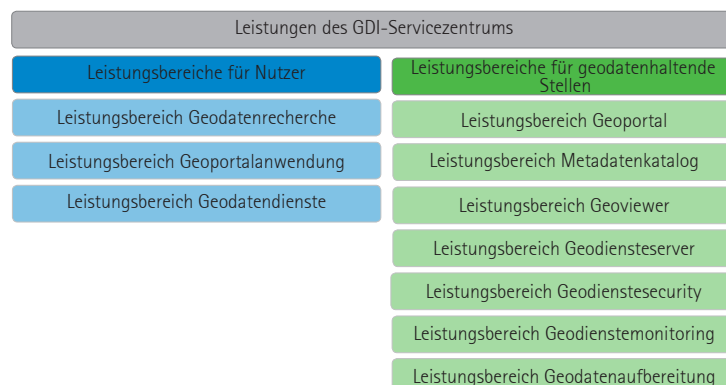 Leistungen des GDI-Servicezentrums
Leistungsbereiche für Nutzer
Leistungsbereich Geodatenrecherche
Leistungsbereich Geoportalanwendung
Leistungsbereich Geodatendienste
Leistungsbereiche für geodatenhaltende
Stellen
Leistungsbereich Geoportal
Leistungsbereich Metadatenkatalog
Leistungsbereich Geoviewer
Leistungsbereich Geodiensteserver
Leistungsbereich Geodienstesecurity
Leistungsbereich Geodienstemonitoring
Leistungsbereich Geodatenaufbereitung